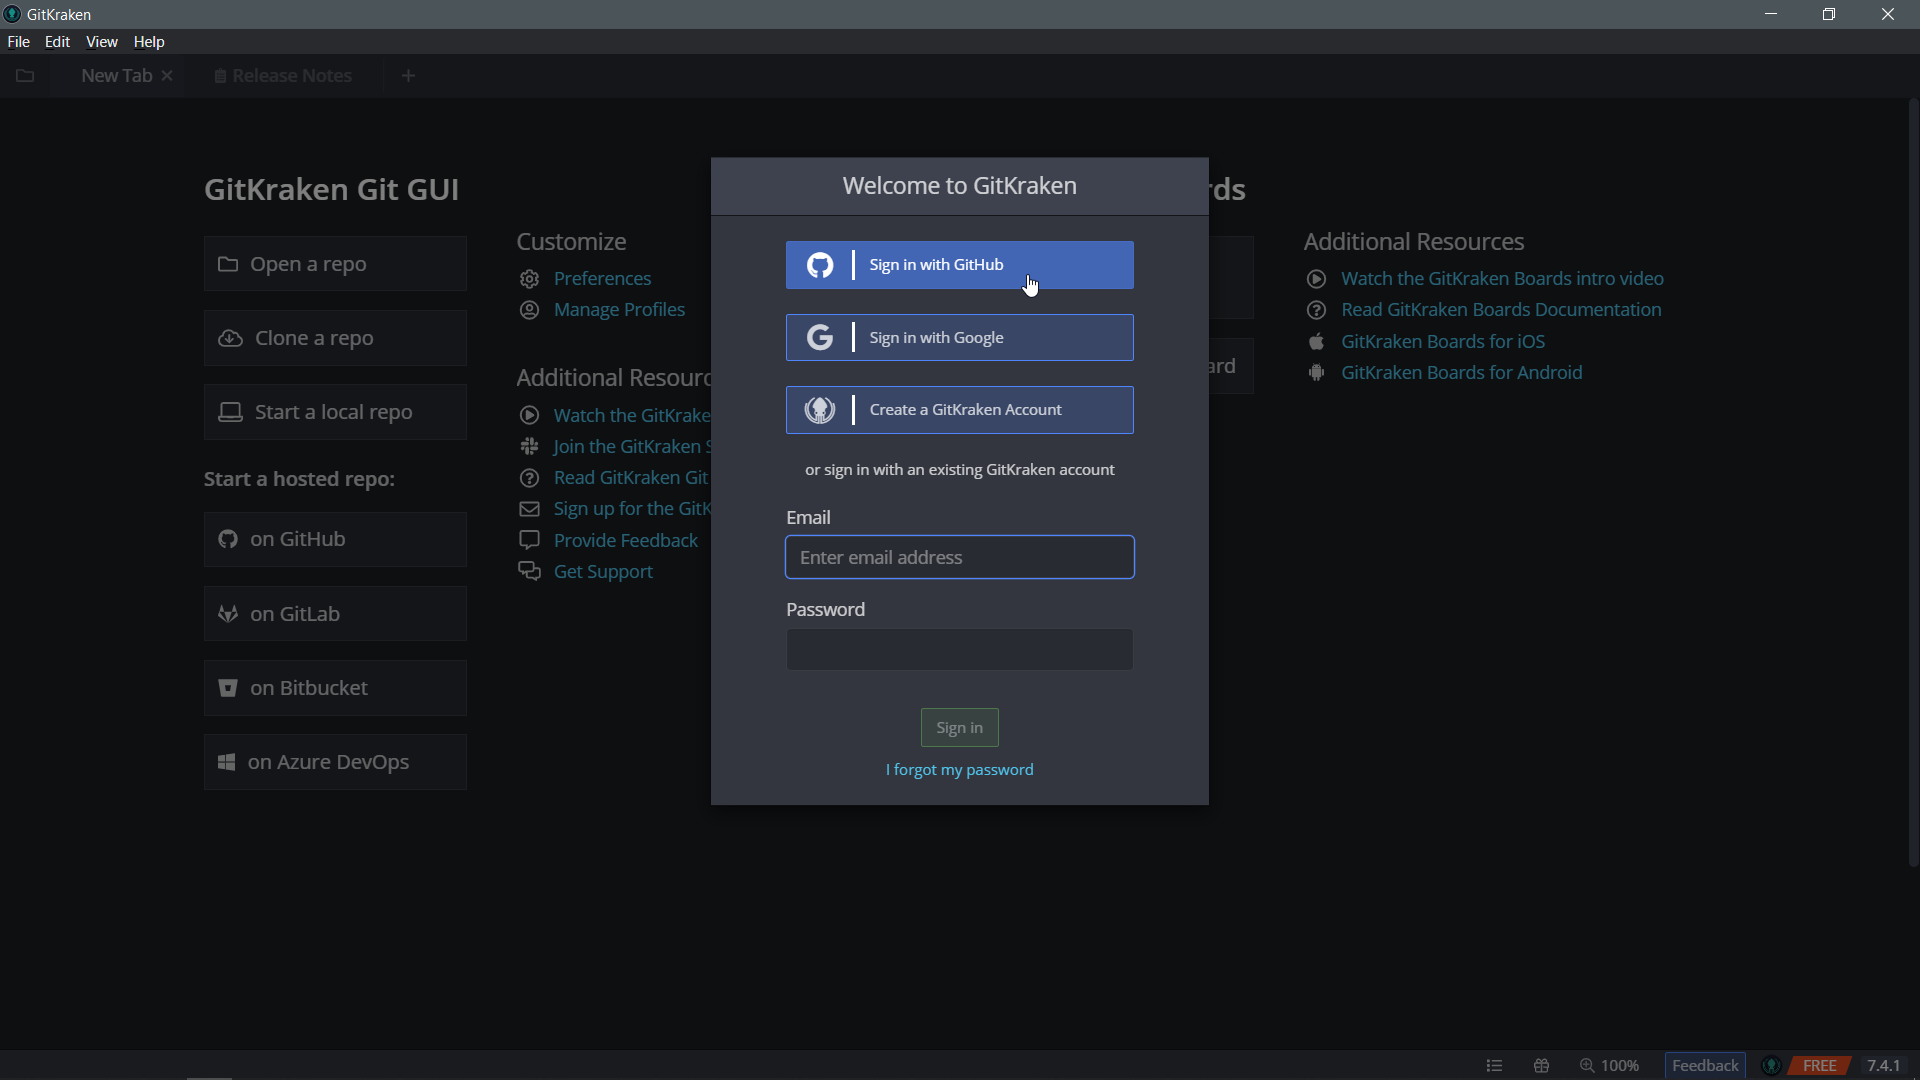 GitKraken
File Edit View Help
New Tab Release Notes
GitKraken Git GUI
Open a repo
Clone a repo
Start a local repo
Start a hosted repo:
on GitHub
on GitLab
on Bitbucket
on Azure DevOps
Customize
Preferences
Manage Profiles
Additional Resourc
Watch the GitKrake
Join the GitKraken S
Read GitKraken Git
Sign up for the GitK
Provide Feedback
Get Support
Welcome to GitKraken
Sign in with GitHub
Sign in with Google
Create a GitKraken Account
or sign in with an existing GitKraken account
Email
Enter email address
Password
Sign in
I forgot my password
rds
ard
Additional Resources
Watch the GitKraken Boards intro video
Read GitKraken Boards Documentation
GitKraken Boards for iOS
GitKraken Boards for Android
100% Feedback FREE 7.4.1